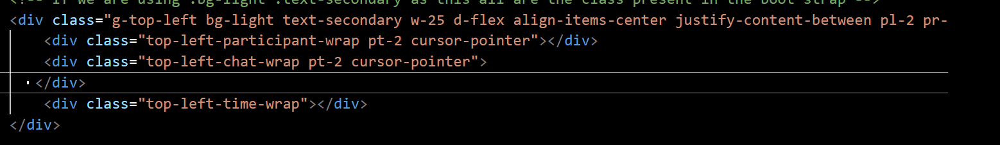 <!-- if we are using .bg-light .text-secondary as this all are the class present in the boot strap -->
<div class="g-top-left bg-light text-secondary w-25 d-flex align-items-center justify-content-between pl-2 pr-
<div class="top-left-participant-wrap pt-2 cursor-pointer"></div>
<div class="top-left-chat-wrap pt-2 cursor-pointer">
</div>
<div class="top-left-time-wrap"></div>
</div>